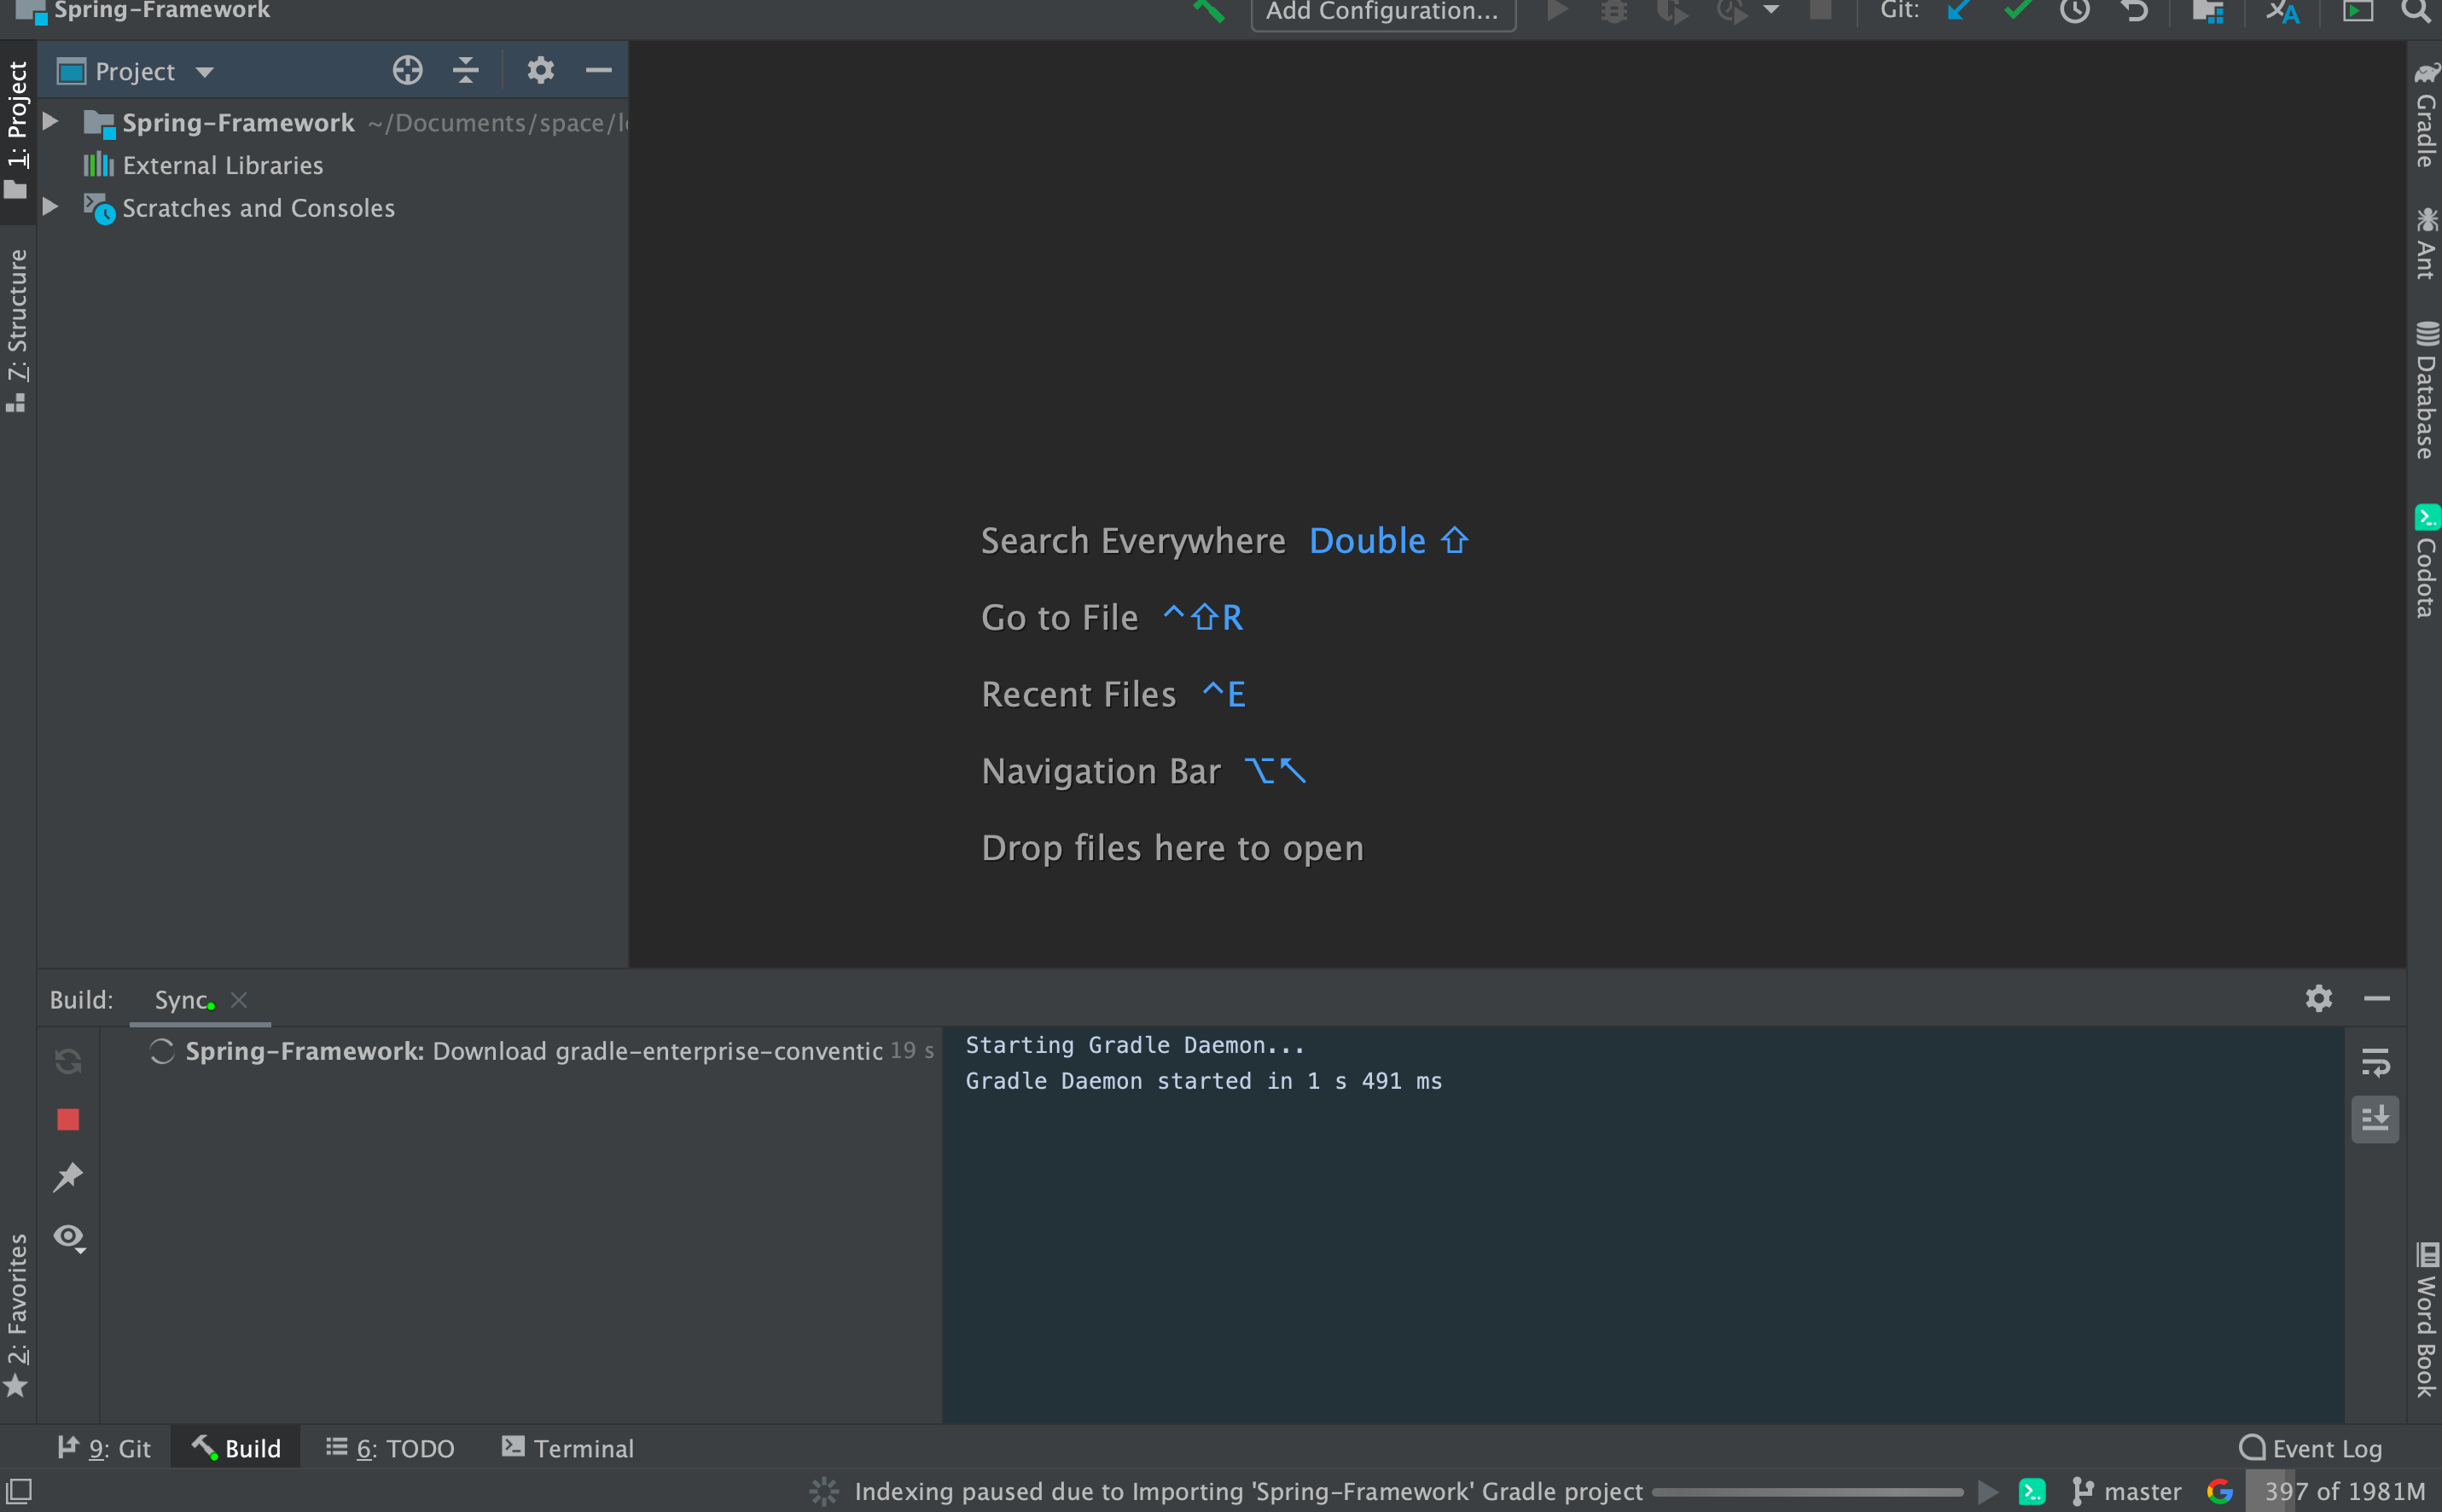 Spring-Framework
Add Configuration...
Git:
Project
1: Project
7: Structure
2: Favorites
Spring-Framework ~/Documents/space/l
External Libraries
Scratches and Consoles
Search Everywhere Double ⇧
Go to File ^⇧R
Recent Files ^E
Navigation Bar ⌥↖
Drop files here to open
Gradle
Ant
Database
Codota
Word Book
Build: Sync
Spring-Framework: Download gradle-enterprise-conventic 19 s
Starting Gradle Daemon...
Gradle Daemon started in 1 s 491 ms
9: Git Build 6: TODO Terminal Event Log
Indexing paused due to Importing 'Spring-Framework' Gradle project master 397 of 1981M